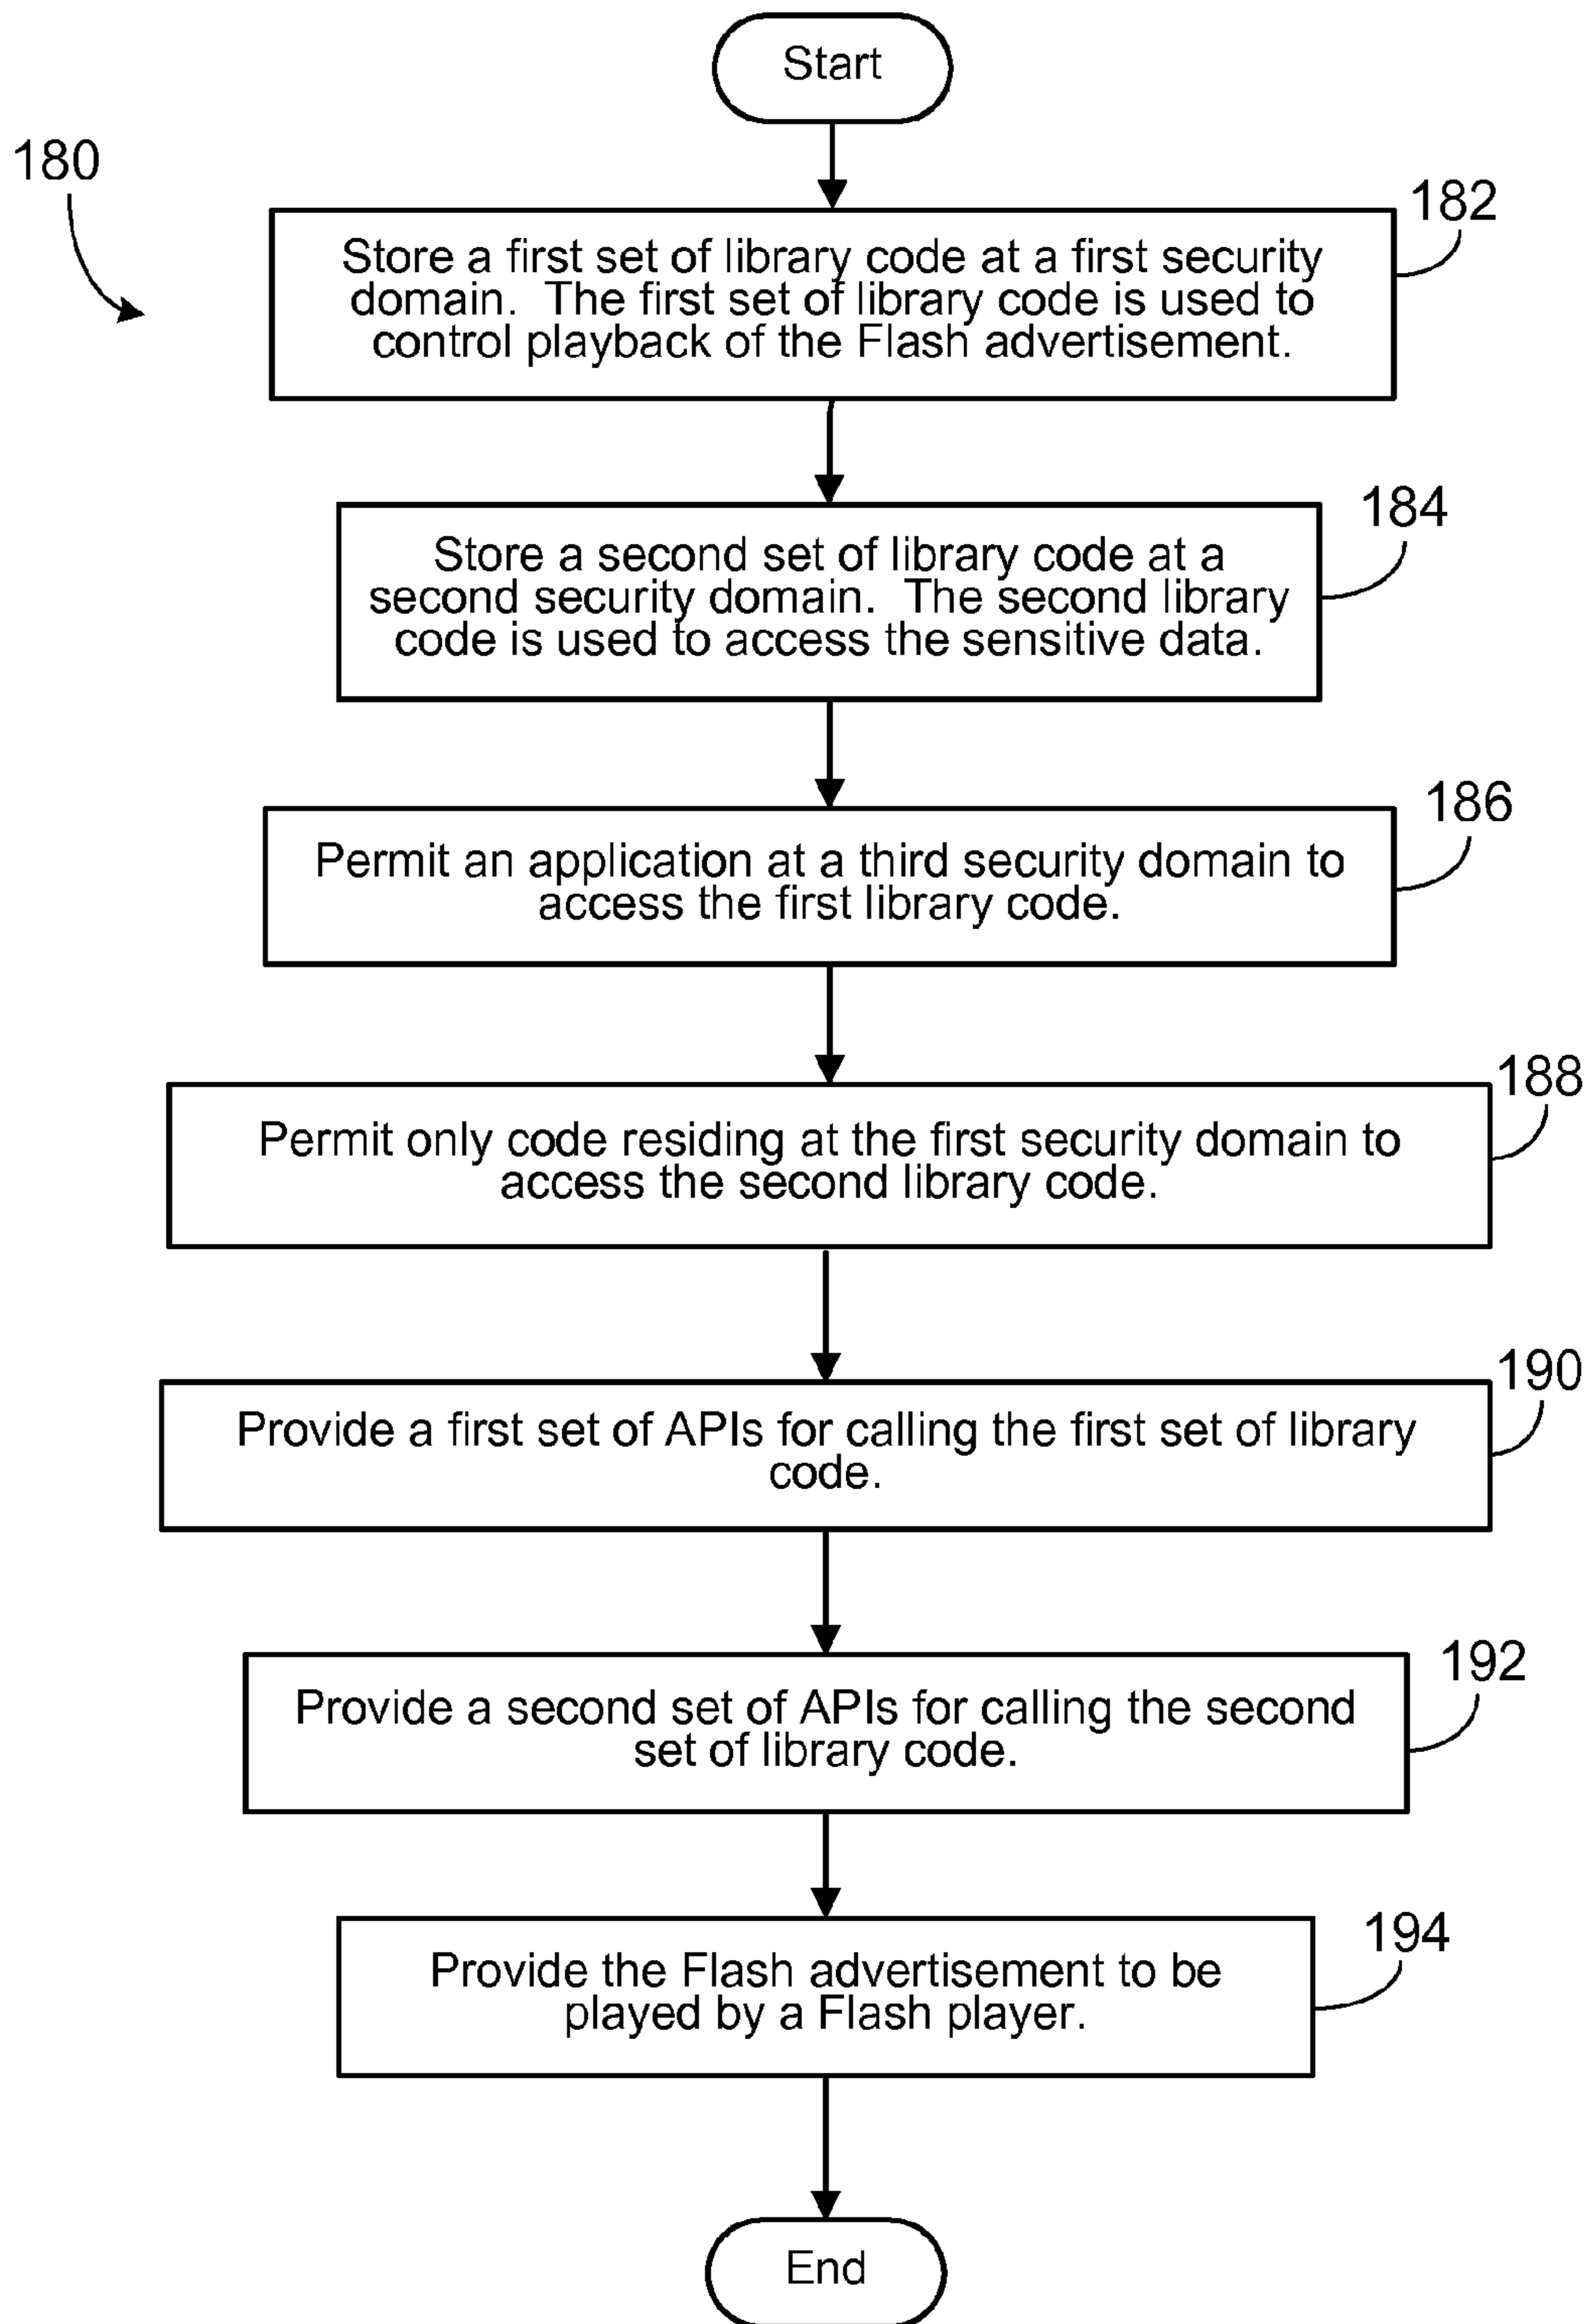 Start
180
182
Store a first set of library code at a first security
domain. The first set of library code is used to
control playback of the Flash advertisement.
184
Store a second set of library code at a
second security domain. The second library
code is used to access the sensitive data.
186
Permit an application at a third security domain to
access the first library code.
188
Permit only code residing at the first security domain to
access the second library code.
190
Provide a first set of APIs for calling the first set of library
code.
192
Provide a second set of APIs for calling the second
set of library code.
194
Provide the Flash advertisement to be
played by a Flash player.
End